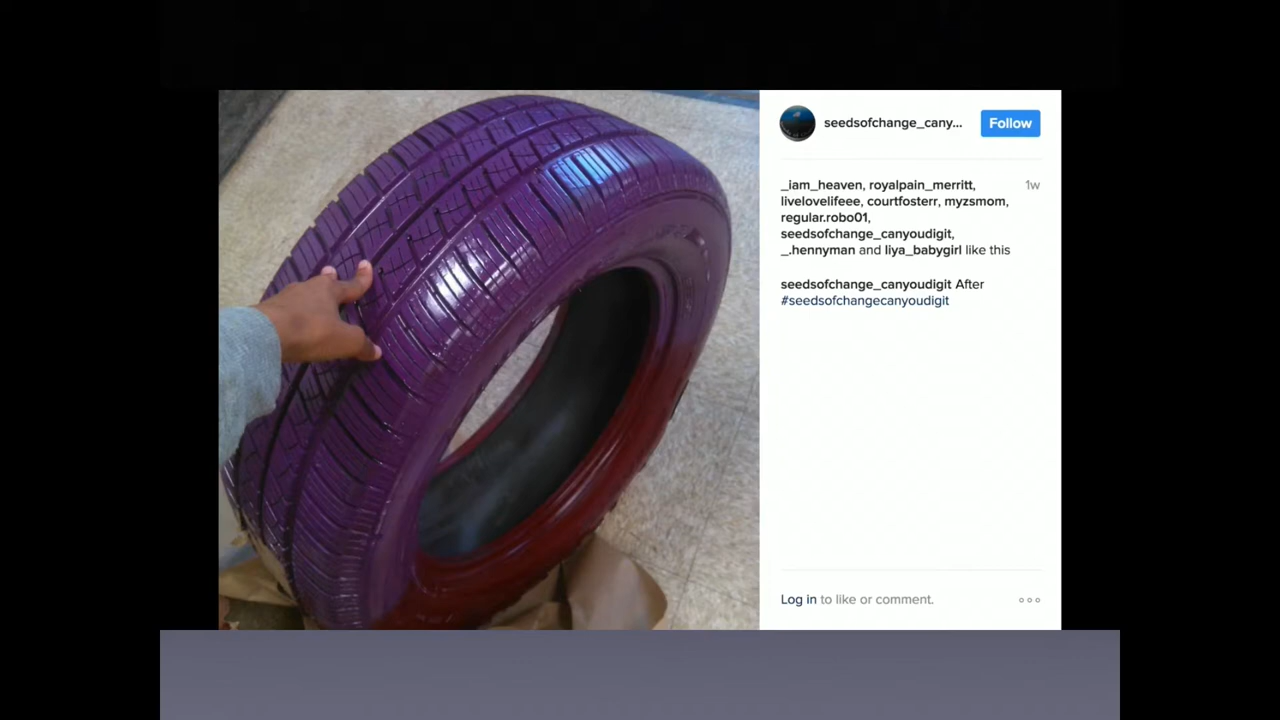 seedsofchange_cany...
Follow
_iam_heaven, royalpain_merritt,
1w
livelovelifeee, courtfosterr, myzsmom,
regular.robo01,
seedsofchange_canyoudigit,
_.hennyman and liya_babygirl like this
seedsofchange_canyoudigit After
#seedsofchangecanyoudigit
Log in to like or comment.